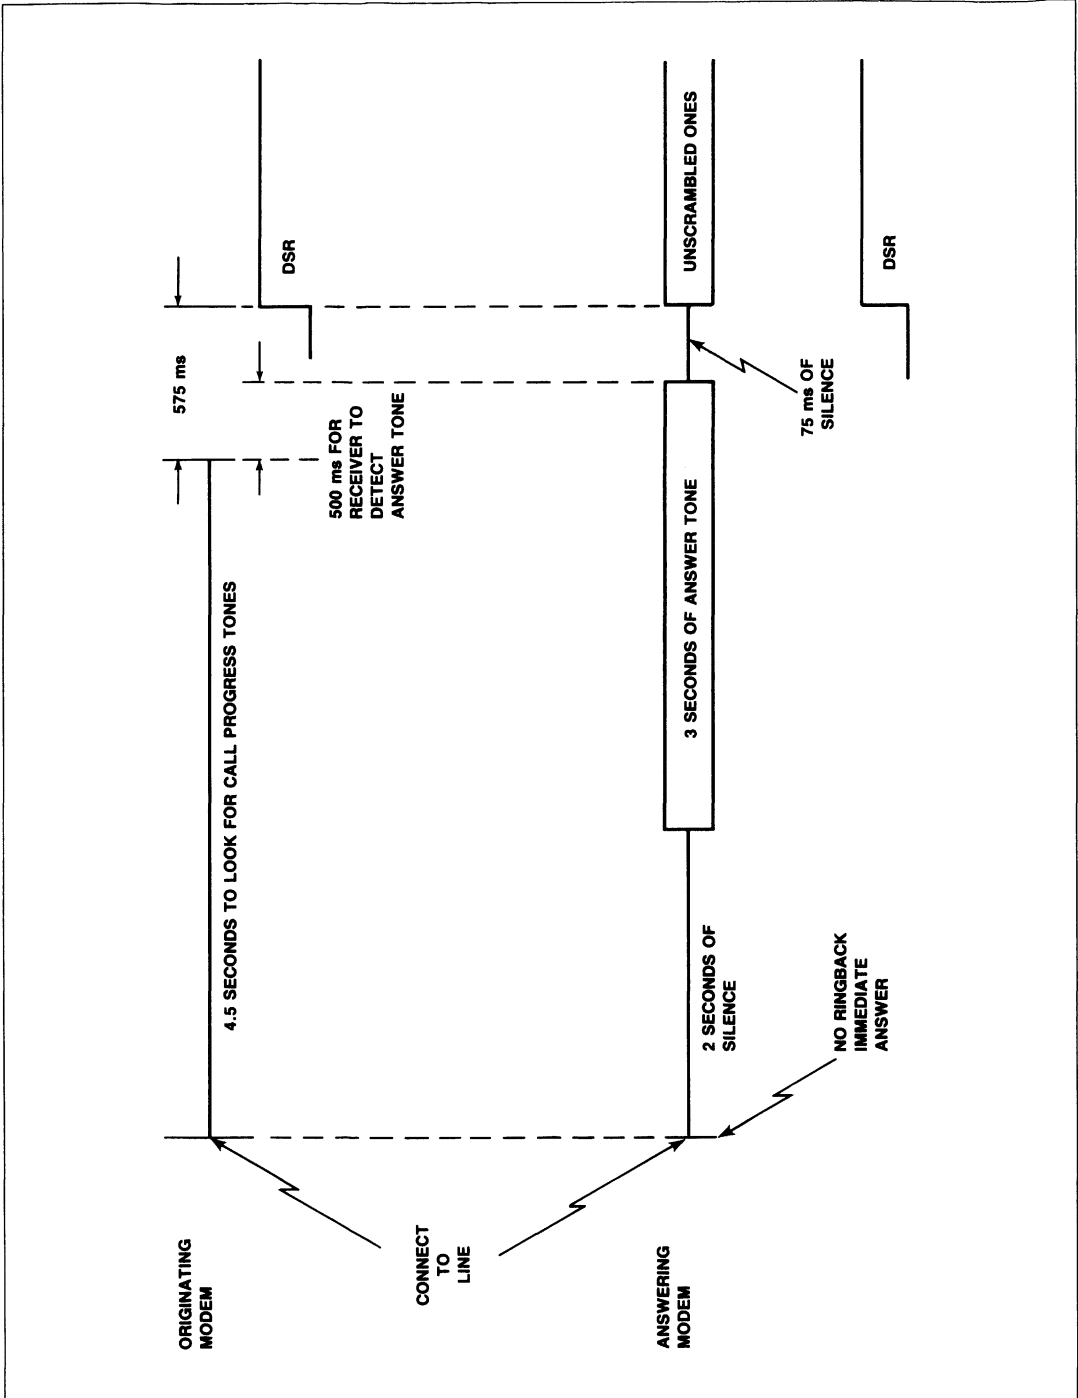 ORIGINATING
MODEM
4.5 SECONDS TO LOOK FOR CALL PROGRESS TONES
575 ms
DSR
500 ms FOR
RECEIVER TO
DETECT
ANSWER TONE
CONNECT
TO
LINE
ANSWERING
MODEM
2 SECONDS OF
SILENCE
3 SECONDS OF ANSWER TONE
UNSCRAMBLED ONES
75 ms OF
SILENCE
NO RINGBACK
IMMEDIATE
ANSWER
DSR